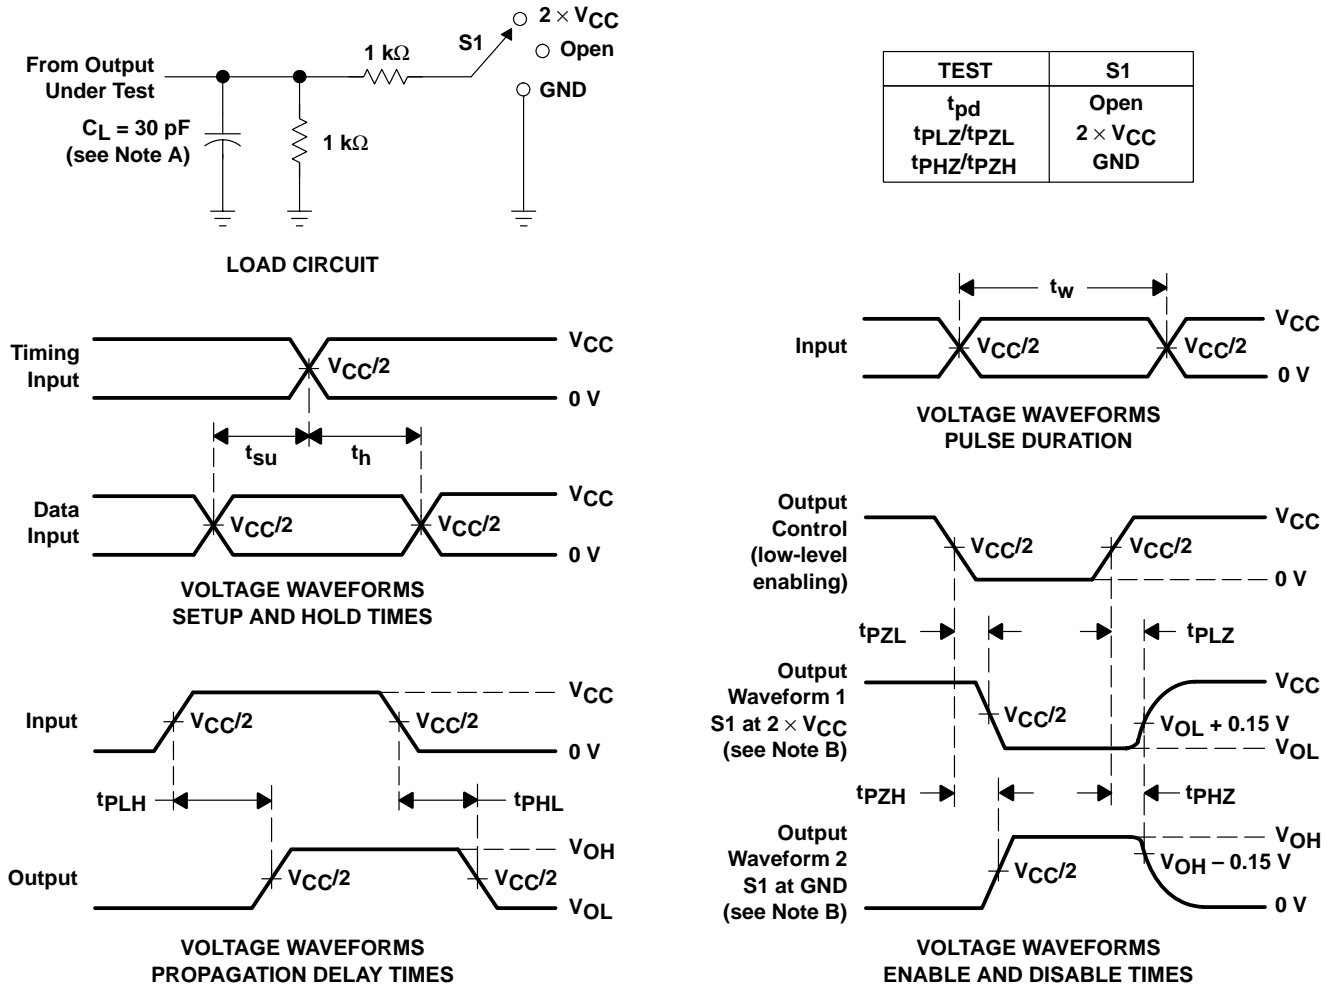 2 × VCC
S1
Open
1 kΩ
GND
From Output
Under Test
CL = 30 pF
(see Note A)
1 kΩ
LOAD CIRCUIT
TEST S1
tpd Open
tPLZ/tPZL 2 × VCC
tPHZ/tPZH GND
tw
Input
VCC/2
VCC/2
VCC
0 V
VOLTAGE WAVEFORMS
PULSE DURATION
Timing
Input
VCC/2
VCC
0 V
tsu
th
Data
Input
VCC/2
VCC/2
VCC
0 V
VOLTAGE WAVEFORMS
SETUP AND HOLD TIMES
Input
VCC/2
VCC/2
VCC
0 V
tPLH
tPHL
Output
VCC/2
VCC/2
VOH
VOL
VOLTAGE WAVEFORMS
PROPAGATION DELAY TIMES
Output
Control
(low-level
enabling)
VCC/2
VCC/2
VCC
0 V
tPZL
tPLZ
Output
Waveform 1
S1 at 2 × VCC
(see Note B)
VCC/2
VCC
VOL + 0.15 V
VOL
tPZH
tPHZ
Output
Waveform 2
S1 at GND
(see Note B)
VCC/2
VOH
VOH – 0.15 V
0 V
VOLTAGE WAVEFORMS
ENABLE AND DISABLE TIMES